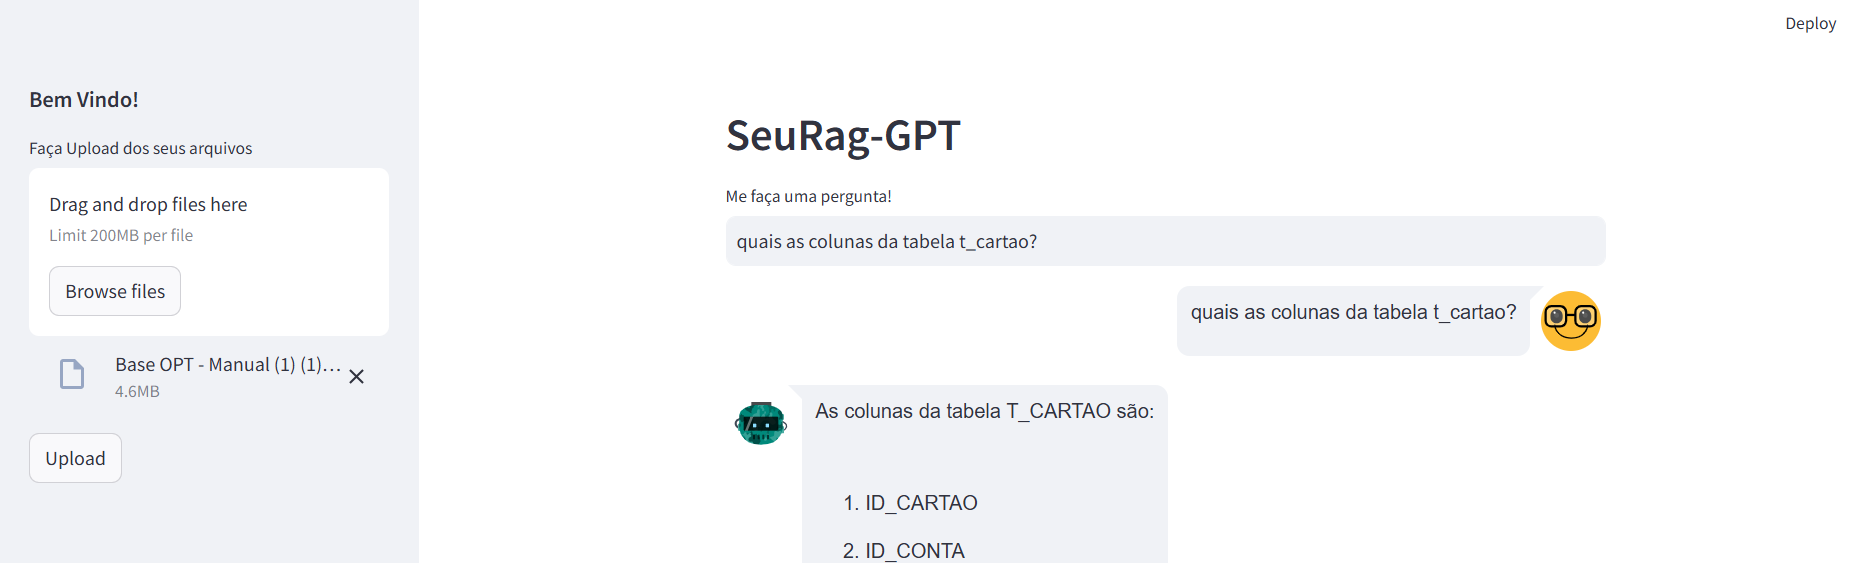 Deploy
Bem Vindo!
Faça Upload dos seus arquivos
Drag and drop files here
Limit 200MB per file
Browse files
Base OPT - Manual (1) (1)...
4.6MB
Upload
SeuRag-GPT
Me faça uma pergunta!
quais as colunas da tabela t_cartao?
quais as colunas da tabela t_cartao?
As colunas da tabela T_CARTAO são:
1. ID_CARTAO
2. ID_CONTA